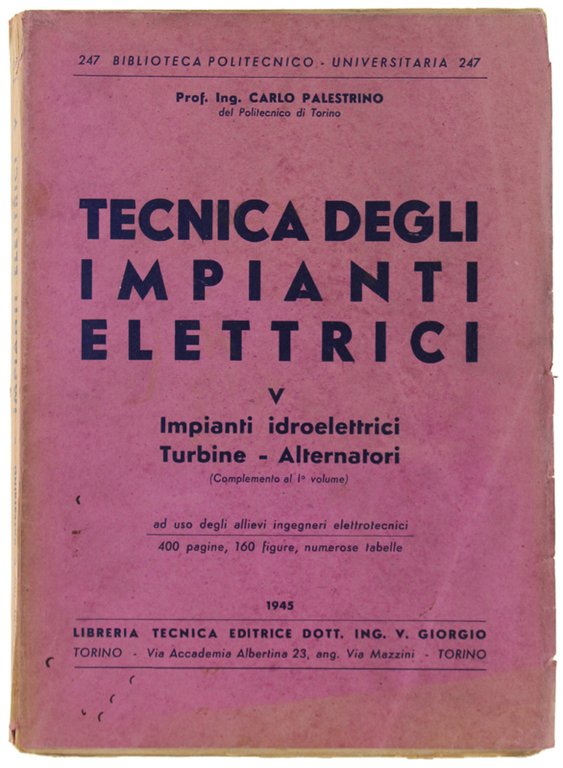 247 BIBLIOTECA POLITECNICO - UNIVERSITARIA 247
Prof. Ing. CARLO PALESTRINO
del Politecnico di Torino
TECNICA DEGLI
IMPIANTI
ELETTRICI
V
Impianti idroelettrici
Turbine - Alternatori
(Complemento al 1º volume)
ad uso degli allievi ingegneri elettrotecnici
400 pagine, 160 figure, numerose tabelle
1945
LIBRERIA TECNICA EDITRICE DOTT. ING. V. GIORGIO
TORINO - Via Accademia Albertina 23, ang. Via Mazzini - TORINO